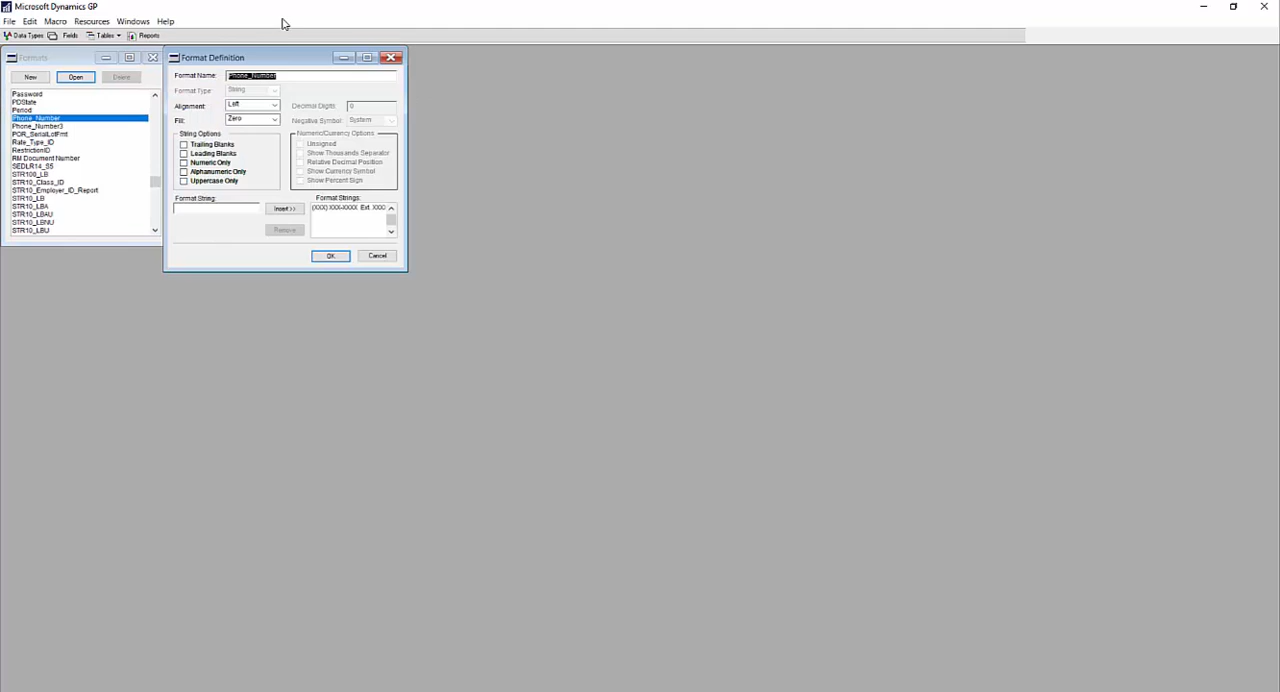 Microsoft Dynamics GP
File Edit Macro Resources Windows Help
Data Types Fields Tables Reports
Formats
New Open Delete
Password
PDState
Period
Phone_Number
Phone_Number3
POR_SerialLotFmt
Rate_Type_ID
RestrictionID
RM Document Number
SEDLR14_S5
STR100_LB
STR10_Class_ID
STR10_Employer_ID_Report
STR10_LB
STR10_LBA
STR10_LBAU
STR10_LBNU
STR10_LBU
Format Definition
Format Name: Phone_Number
Format Type: String
Alignment: Left Decimal Digits: 0
Fill: Zero Negative Symbol: System
String Options
Trailing Blanks
Leading Blanks
Numeric Only
Alphanumeric Only
Uppercase Only
Numeric/Currency Options
Unsigned
Show Thousands Separator
Relative Decimal Position
Show Currency Symbol
Show Percent Sign
Format String: Format Strings:
Insert >> (XXX) XXX-XXXX Ext. XXXX
Remove
OK Cancel